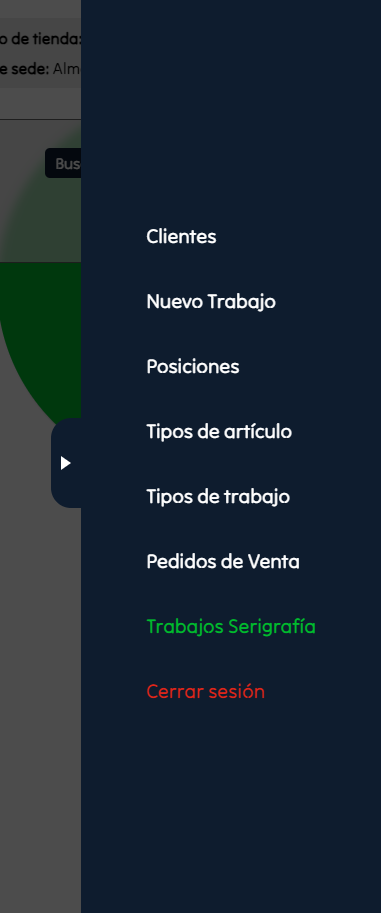 o de tienda:
e sede: Alm
Bus
Clientes
Nuevo Trabajo
Posiciones
Tipos de artículo
Tipos de trabajo
Pedidos de Venta
Trabajos Serigrafía
Cerrar sesión